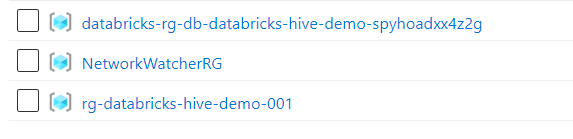 databricks-rg-db-databricks-hive-demo-spyhoadxx4z2g
NetworkWatcherRG
rg-databricks-hive-demo-001